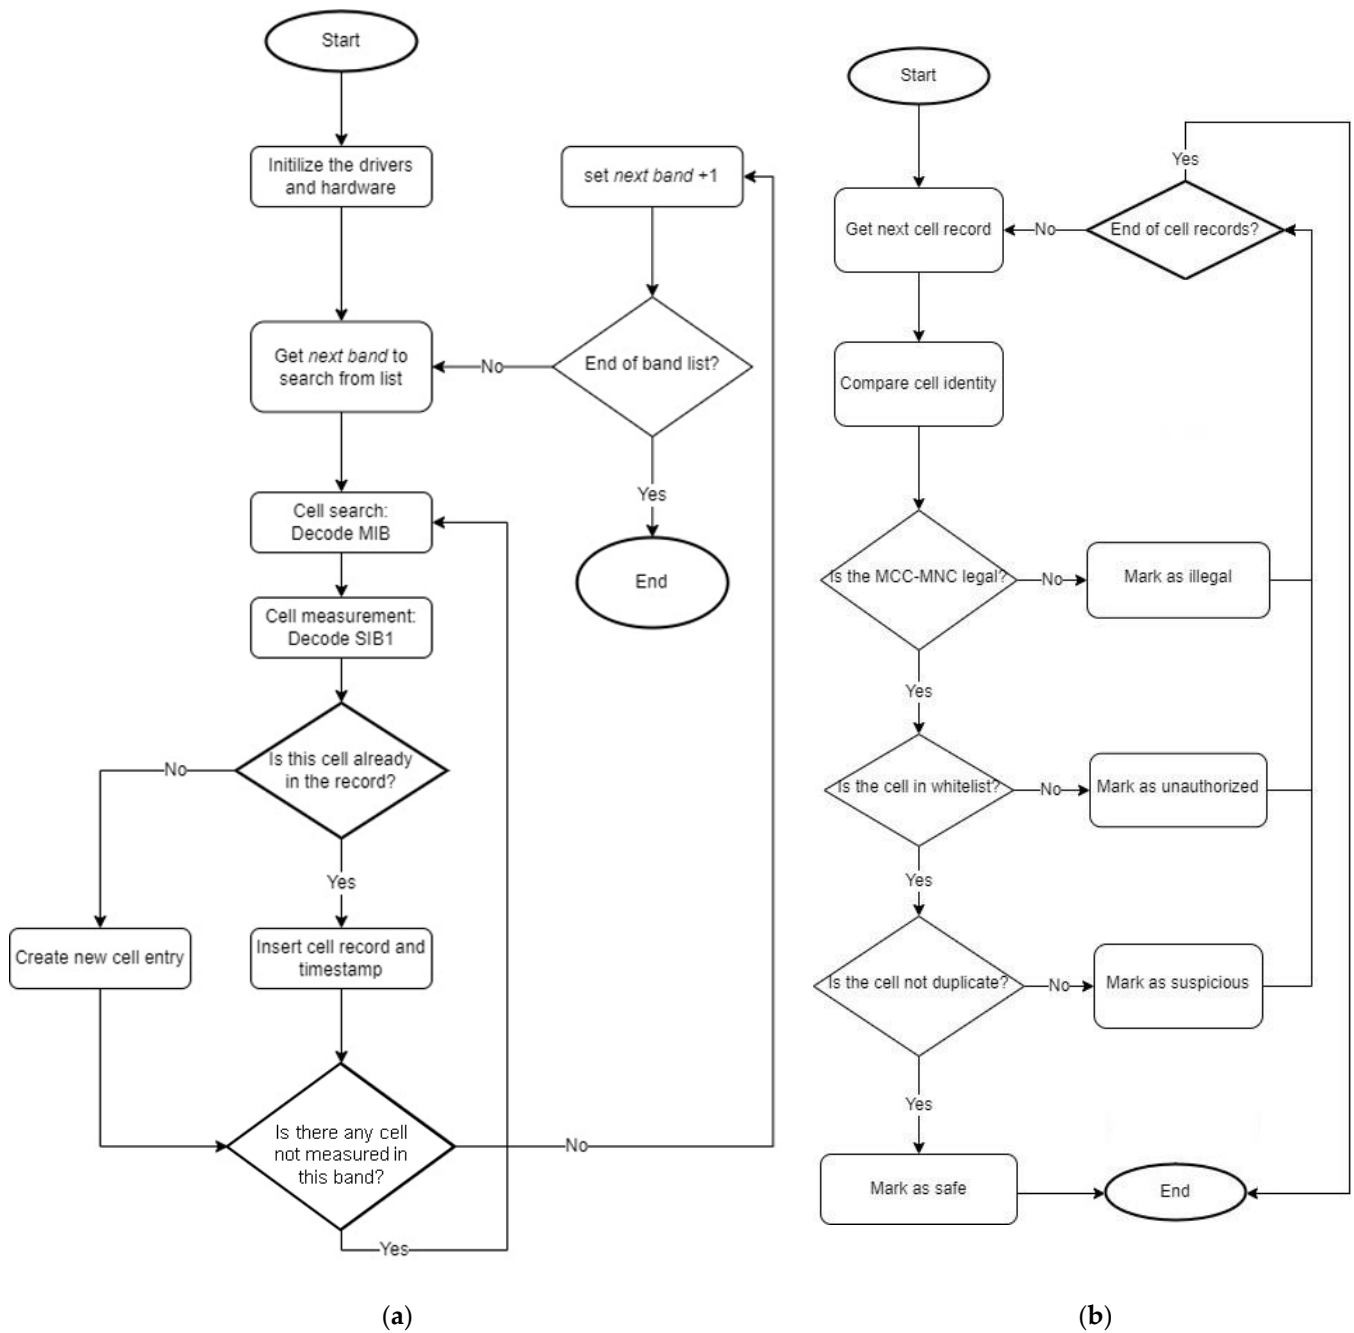 Start
Initilize the drivers
and hardware
set next band +1
Get next band to
search from list
No
End of band list?
Yes
End
Cell search:
Decode MIB
Cell measurement:
Decode SIB1
Is this cell already
in the record?
No
Yes
Create new cell entry
Insert cell record and
timestamp
Is there any cell
not measured in
this band?
No
Yes
(a)
Start
Yes
Get next cell record
No
End of cell records?
Compare cell identity
Is the MCC-MNC legal?
No
Mark as illegal
Yes
Is the cell in whitelist?
No
Mark as unauthorized
Yes
Is the cell not duplicate?
No
Mark as suspicious
Yes
Mark as safe
End
(b)